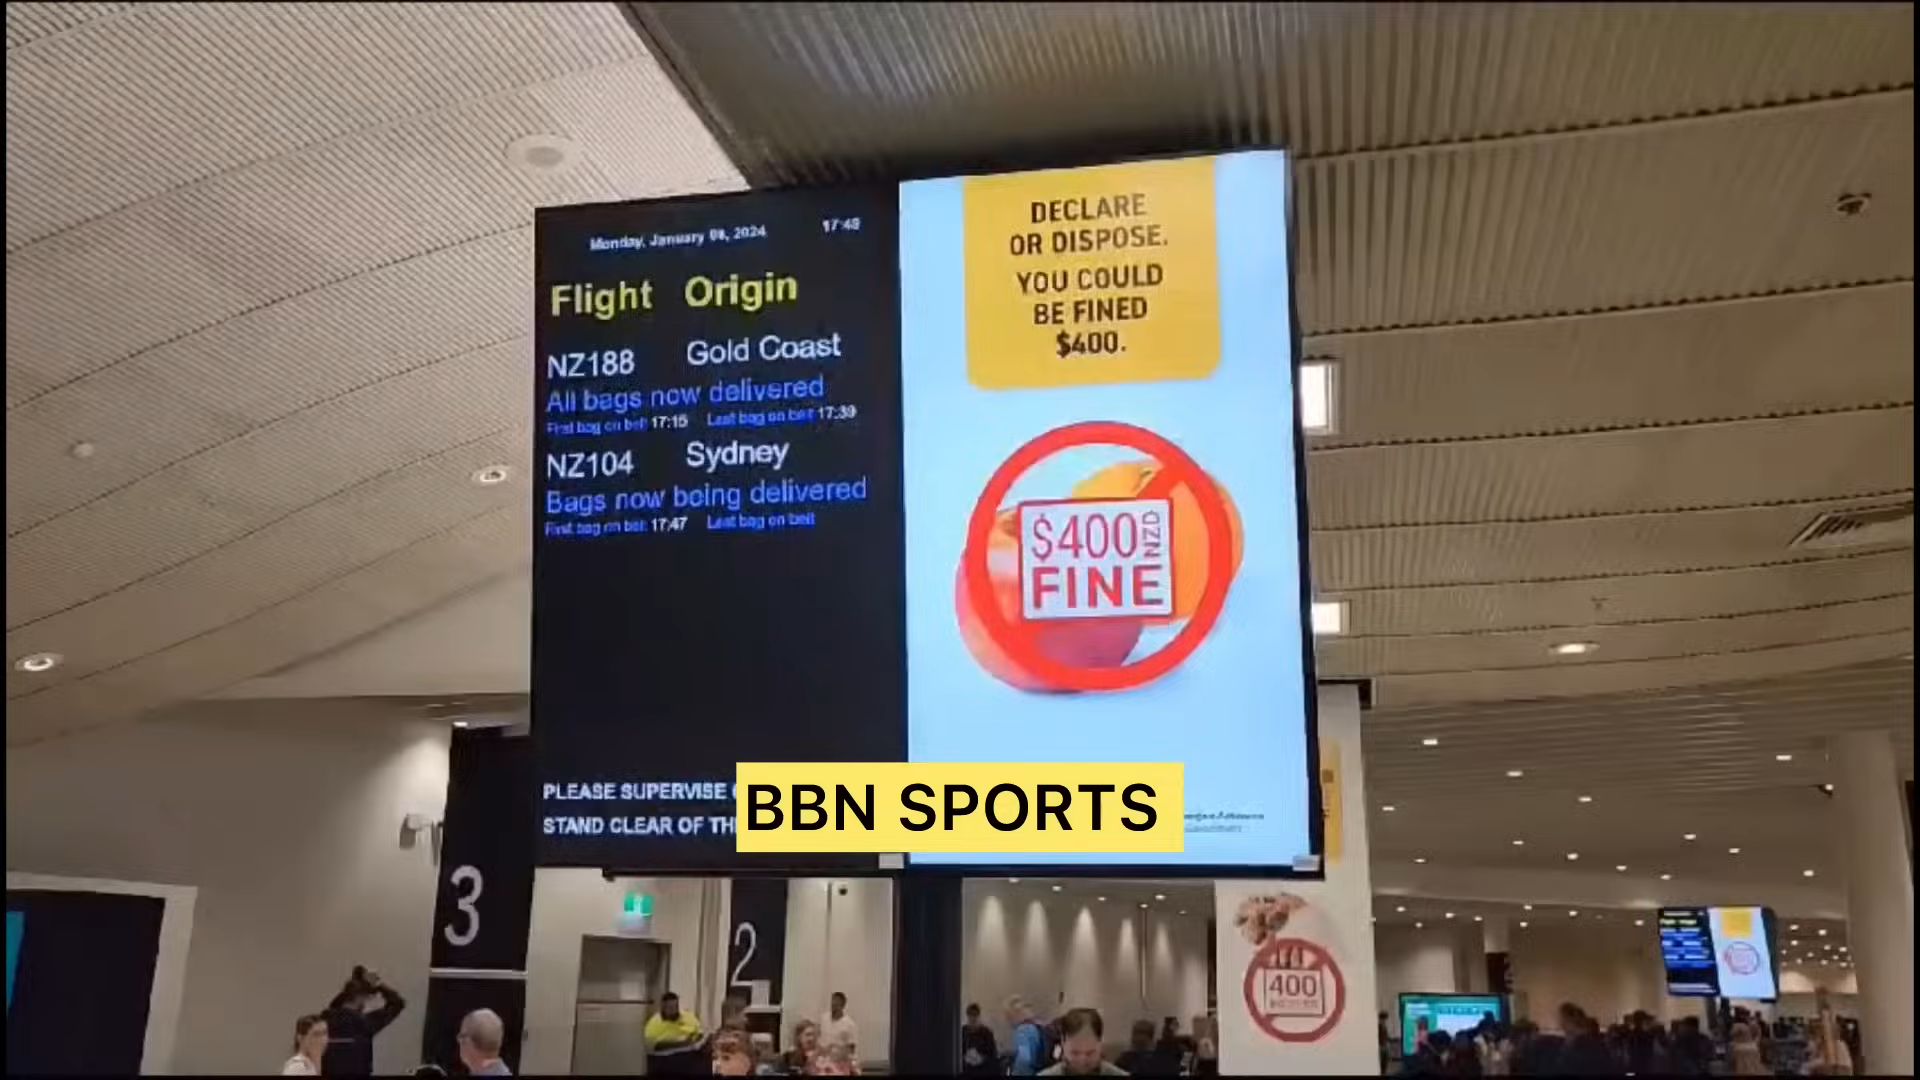 Monday, January 08, 2024 17:48
Flight Origin
NZ188 Gold Coast
All bags now delivered
First bag on belt 17:15 Last bag on belt 17:39
NZ104 Sydney
Bags now being delivered
First bag on belt 17:47 Last bag on belt
PLEASE SUPERVISE
STAND CLEAR OF TH
DECLARE
OR DISPOSE.
YOU COULD
BE FINED
$400.
$400 NZD
FINE
BBN SPORTS
3
2
400